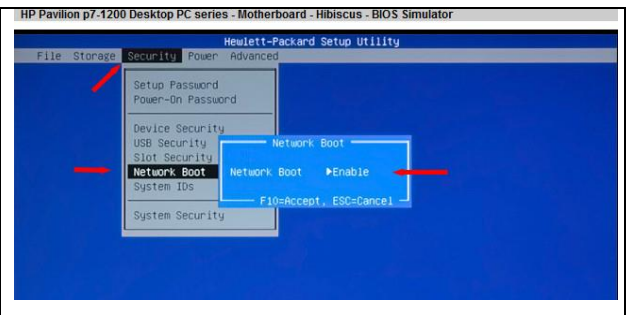 HP Pavilion p7-1200 Desktop PC series - Motherboard - Hibiscus - BIOS Simulator
Hewlett-Packard Setup Utility
File Storage Security Power Advanced
Setup Password
Power-On Password
Device Security
USB Security
Slot Security
Network Boot
System IDs
System Security
Network Boot
Network Boot ►Enable
F10=Accept, ESC=Cancel